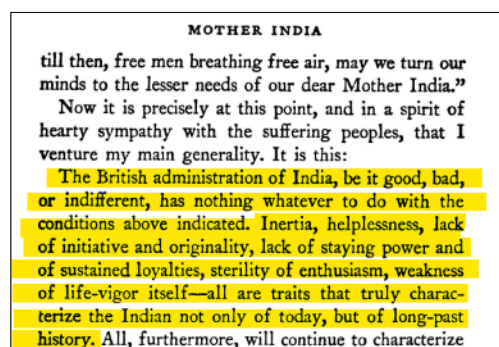 MOTHER INDIA
till then, free men breathing free air, may we turn our
minds to the lesser needs of our dear Mother India.”
Now it is precisely at this point, and in a spirit of
hearty sympathy with the suffering peoples, that I
venture my main generality. It is this:
The British administration of India, be it good, bad,
or indifferent, has nothing whatever to do with the
conditions above indicated. Inertia, helplessness, lack
of initiative and originality, lack of staying power and
of sustained loyalties, sterility of enthusiasm, weakness
of life-vigor itself—all are traits that truly charac-
terize the Indian not only of today, but of long-past
history. All, furthermore, will continue to characterize